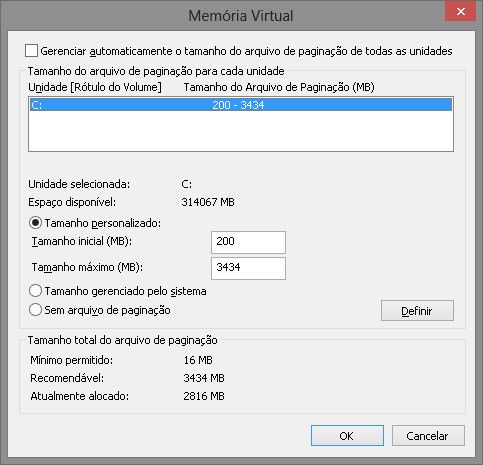 Memória Virtual
Gerenciar automaticamente o tamanho do arquivo de paginação de todas as unidades
Tamanho do arquivo de paginação para cada unidade
Unidade [Rótulo do Volume] Tamanho do Arquivo de Paginação (MB)
C: 200 - 3434
Unidade selecionada: C:
Espaço disponível: 314067 MB
Tamanho personalizado:
Tamanho inicial (MB): 200
Tamanho máximo (MB): 3434
Tamanho gerenciado pelo sistema
Sem arquivo de paginação
Definir
Tamanho total do arquivo de paginação
Mínimo permitido: 16 MB
Recomendável: 3434 MB
Atualmente alocado: 2816 MB
OK Cancelar